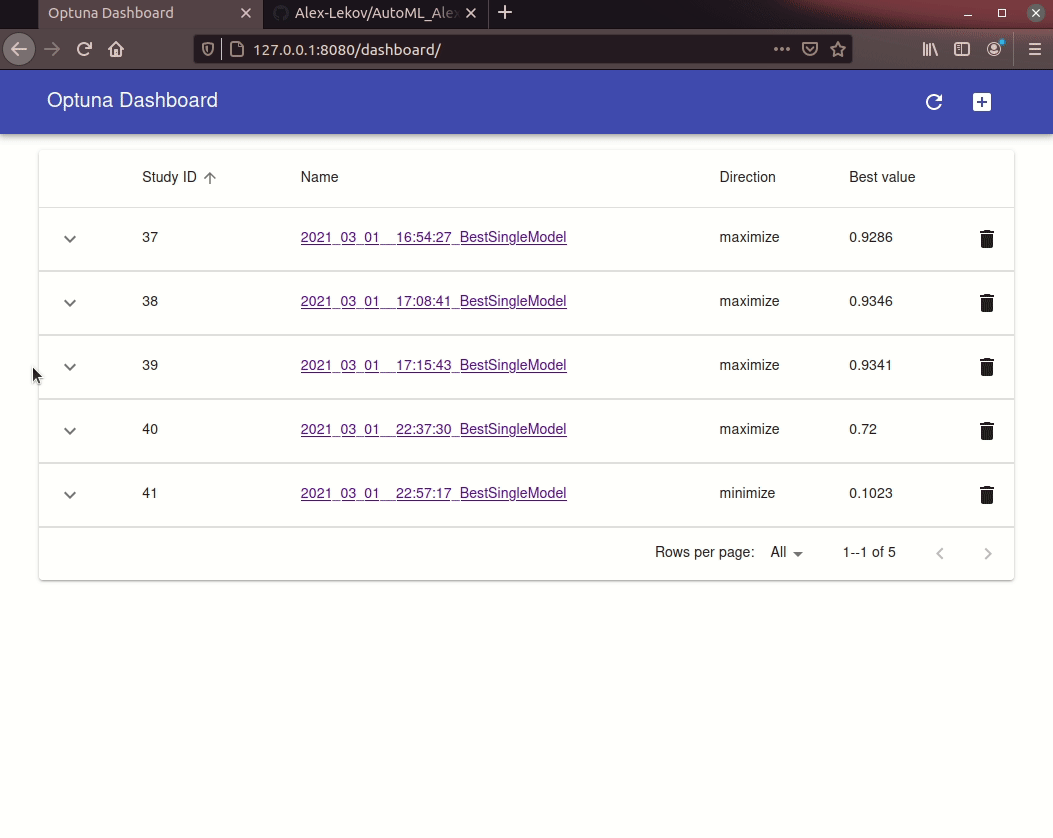 Optuna Dashboard
Alex-Lekov/AutoML_Alex
127.0.0.1:8080/dashboard/
Optuna Dashboard
Study ID Name Direction Best value
37 2021_03_01__16:54:27_BestSingleModel maximize 0.9286
38 2021_03_01__17:08:41_BestSingleModel maximize 0.9346
39 2021_03_01__17:15:43_BestSingleModel maximize 0.9341
40 2021_03_01__22:37:30_BestSingleModel maximize 0.72
41 2021_03_01__22:57:17_BestSingleModel minimize 0.1023
Rows per page: All 1--1 of 5